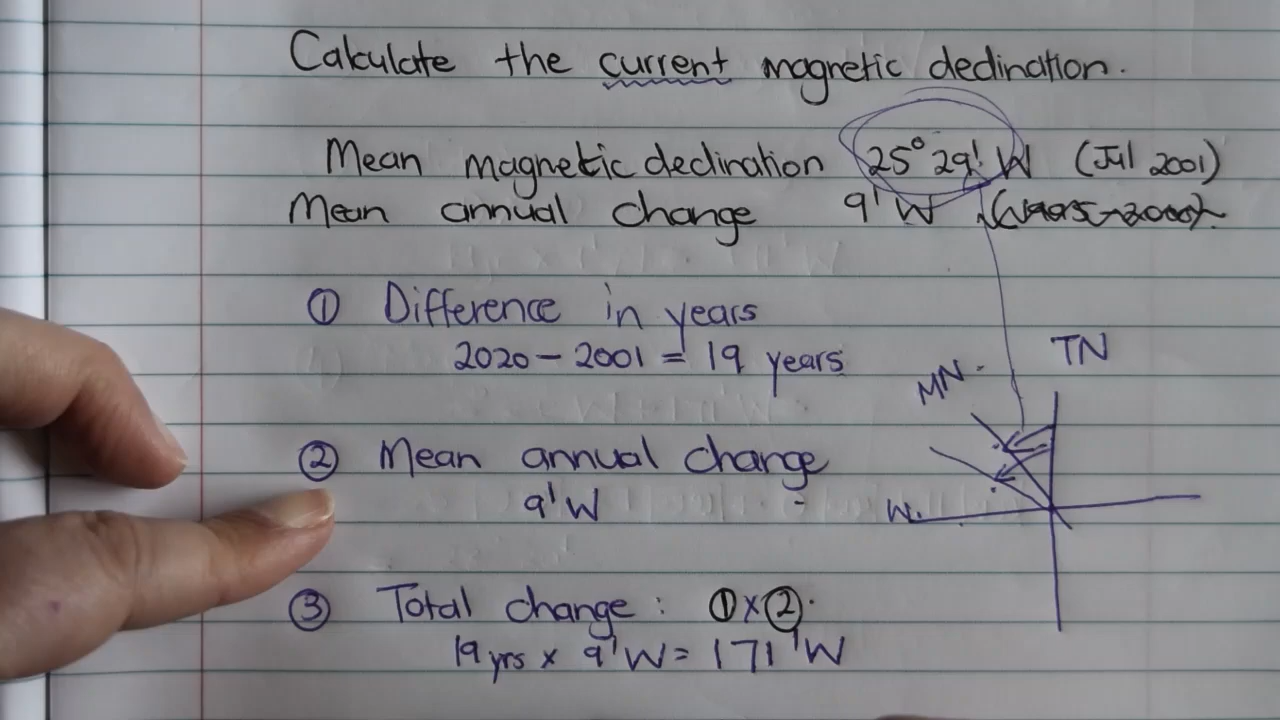 Calculate the current magnetic declination.
Mean magnetic declination 25° 29' W (Jul 2001)
Mean annual change 9' W
① Difference in years
2020 - 2001 = 19 years
TN
MN
② Mean annual change
9' W
W.
③ Total change: ① x ②.
19 yrs x 9' W = 171' W